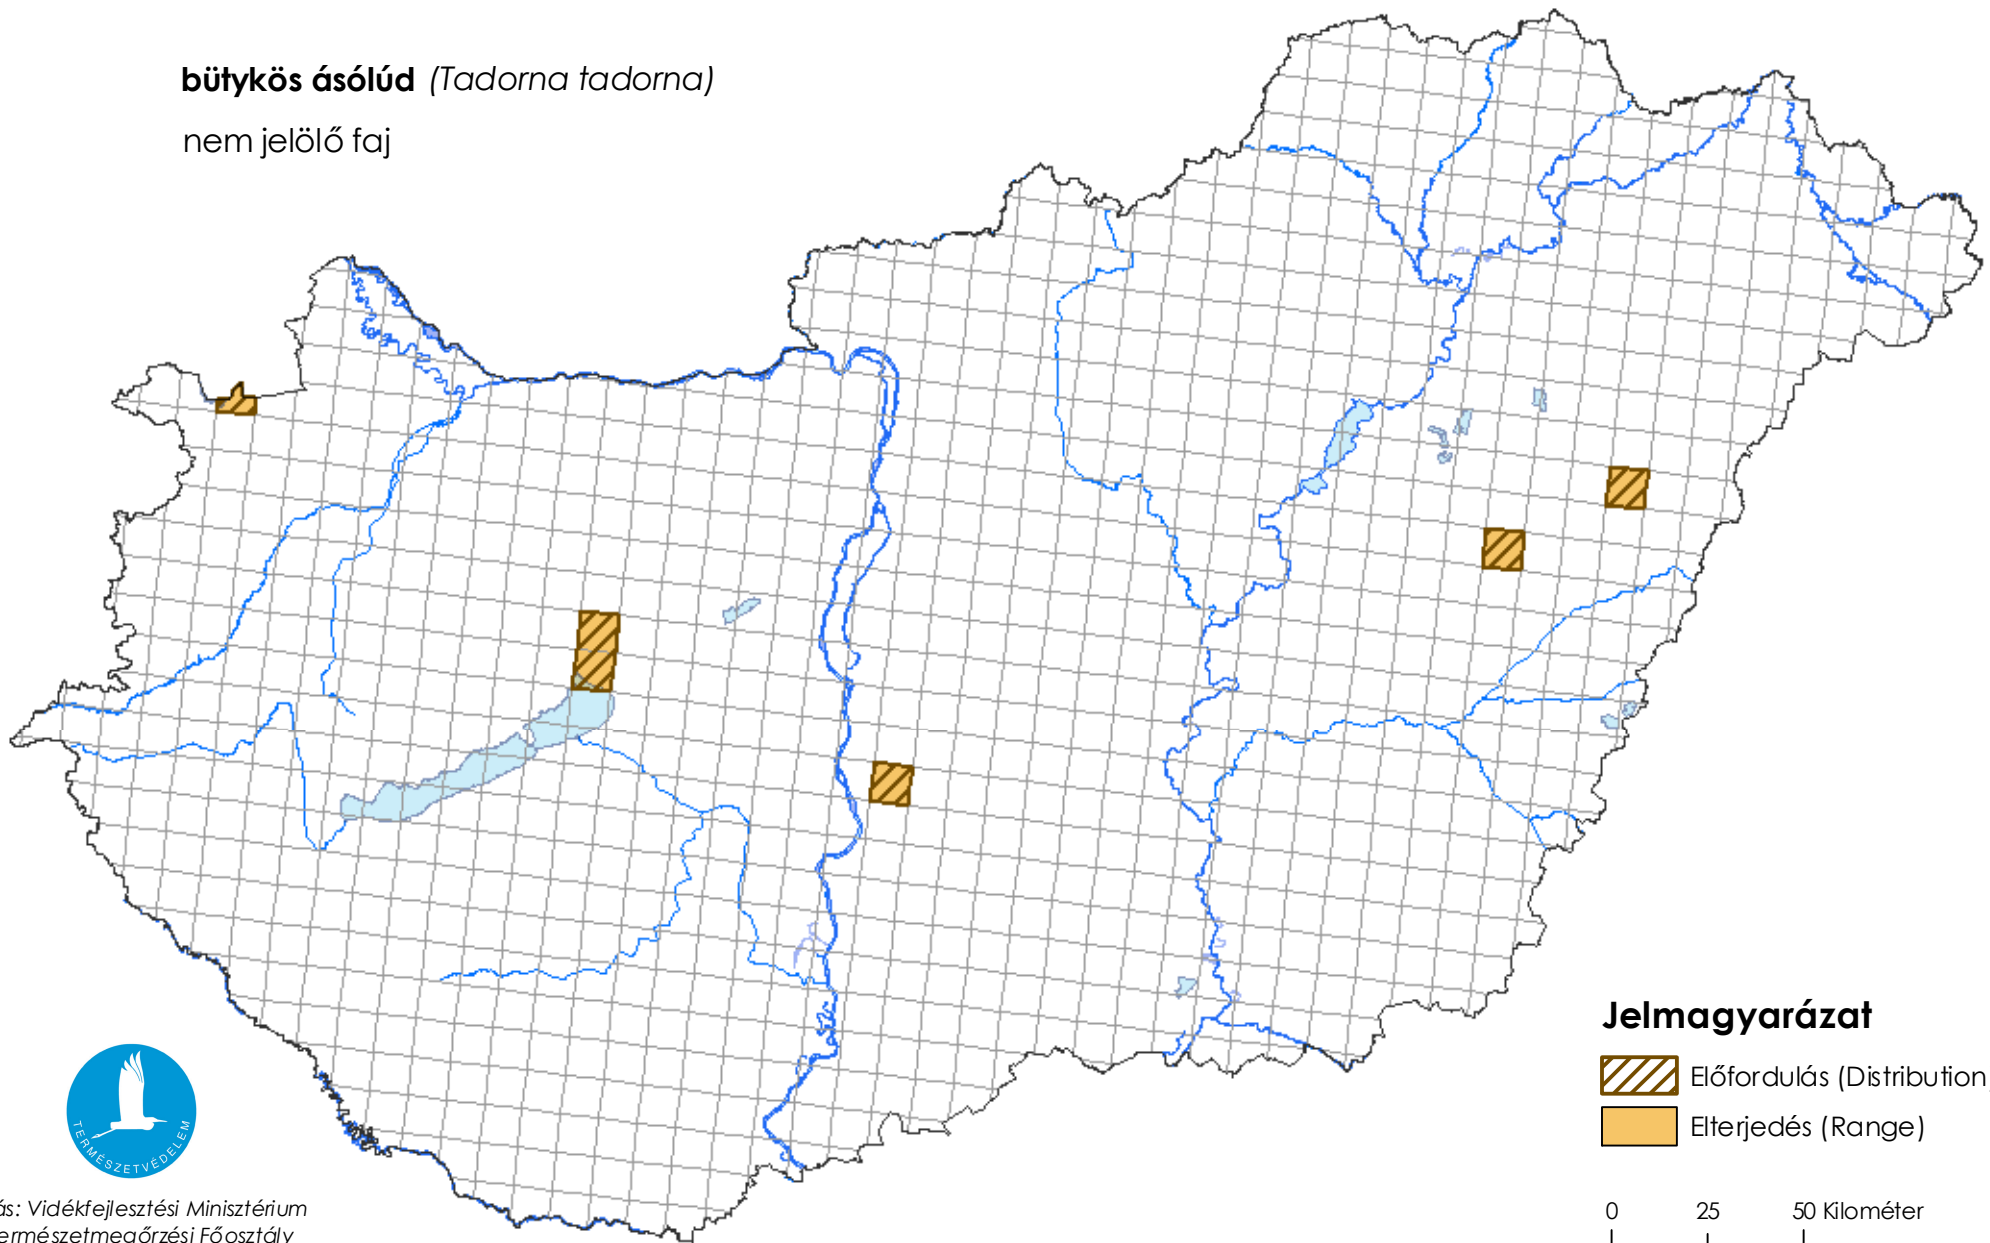 bütykös ásólúd (Tadorna tadorna)
nem jelölő faj
Jelmagyarázat
Előfordulás (Distribution
Elterjedés (Range)
0 25 50 Kilométer
TERMÉSZETVÉDELEM
ás: Vidékfejlesztési Minisztérium
ermészetmegőrzési Főosztály